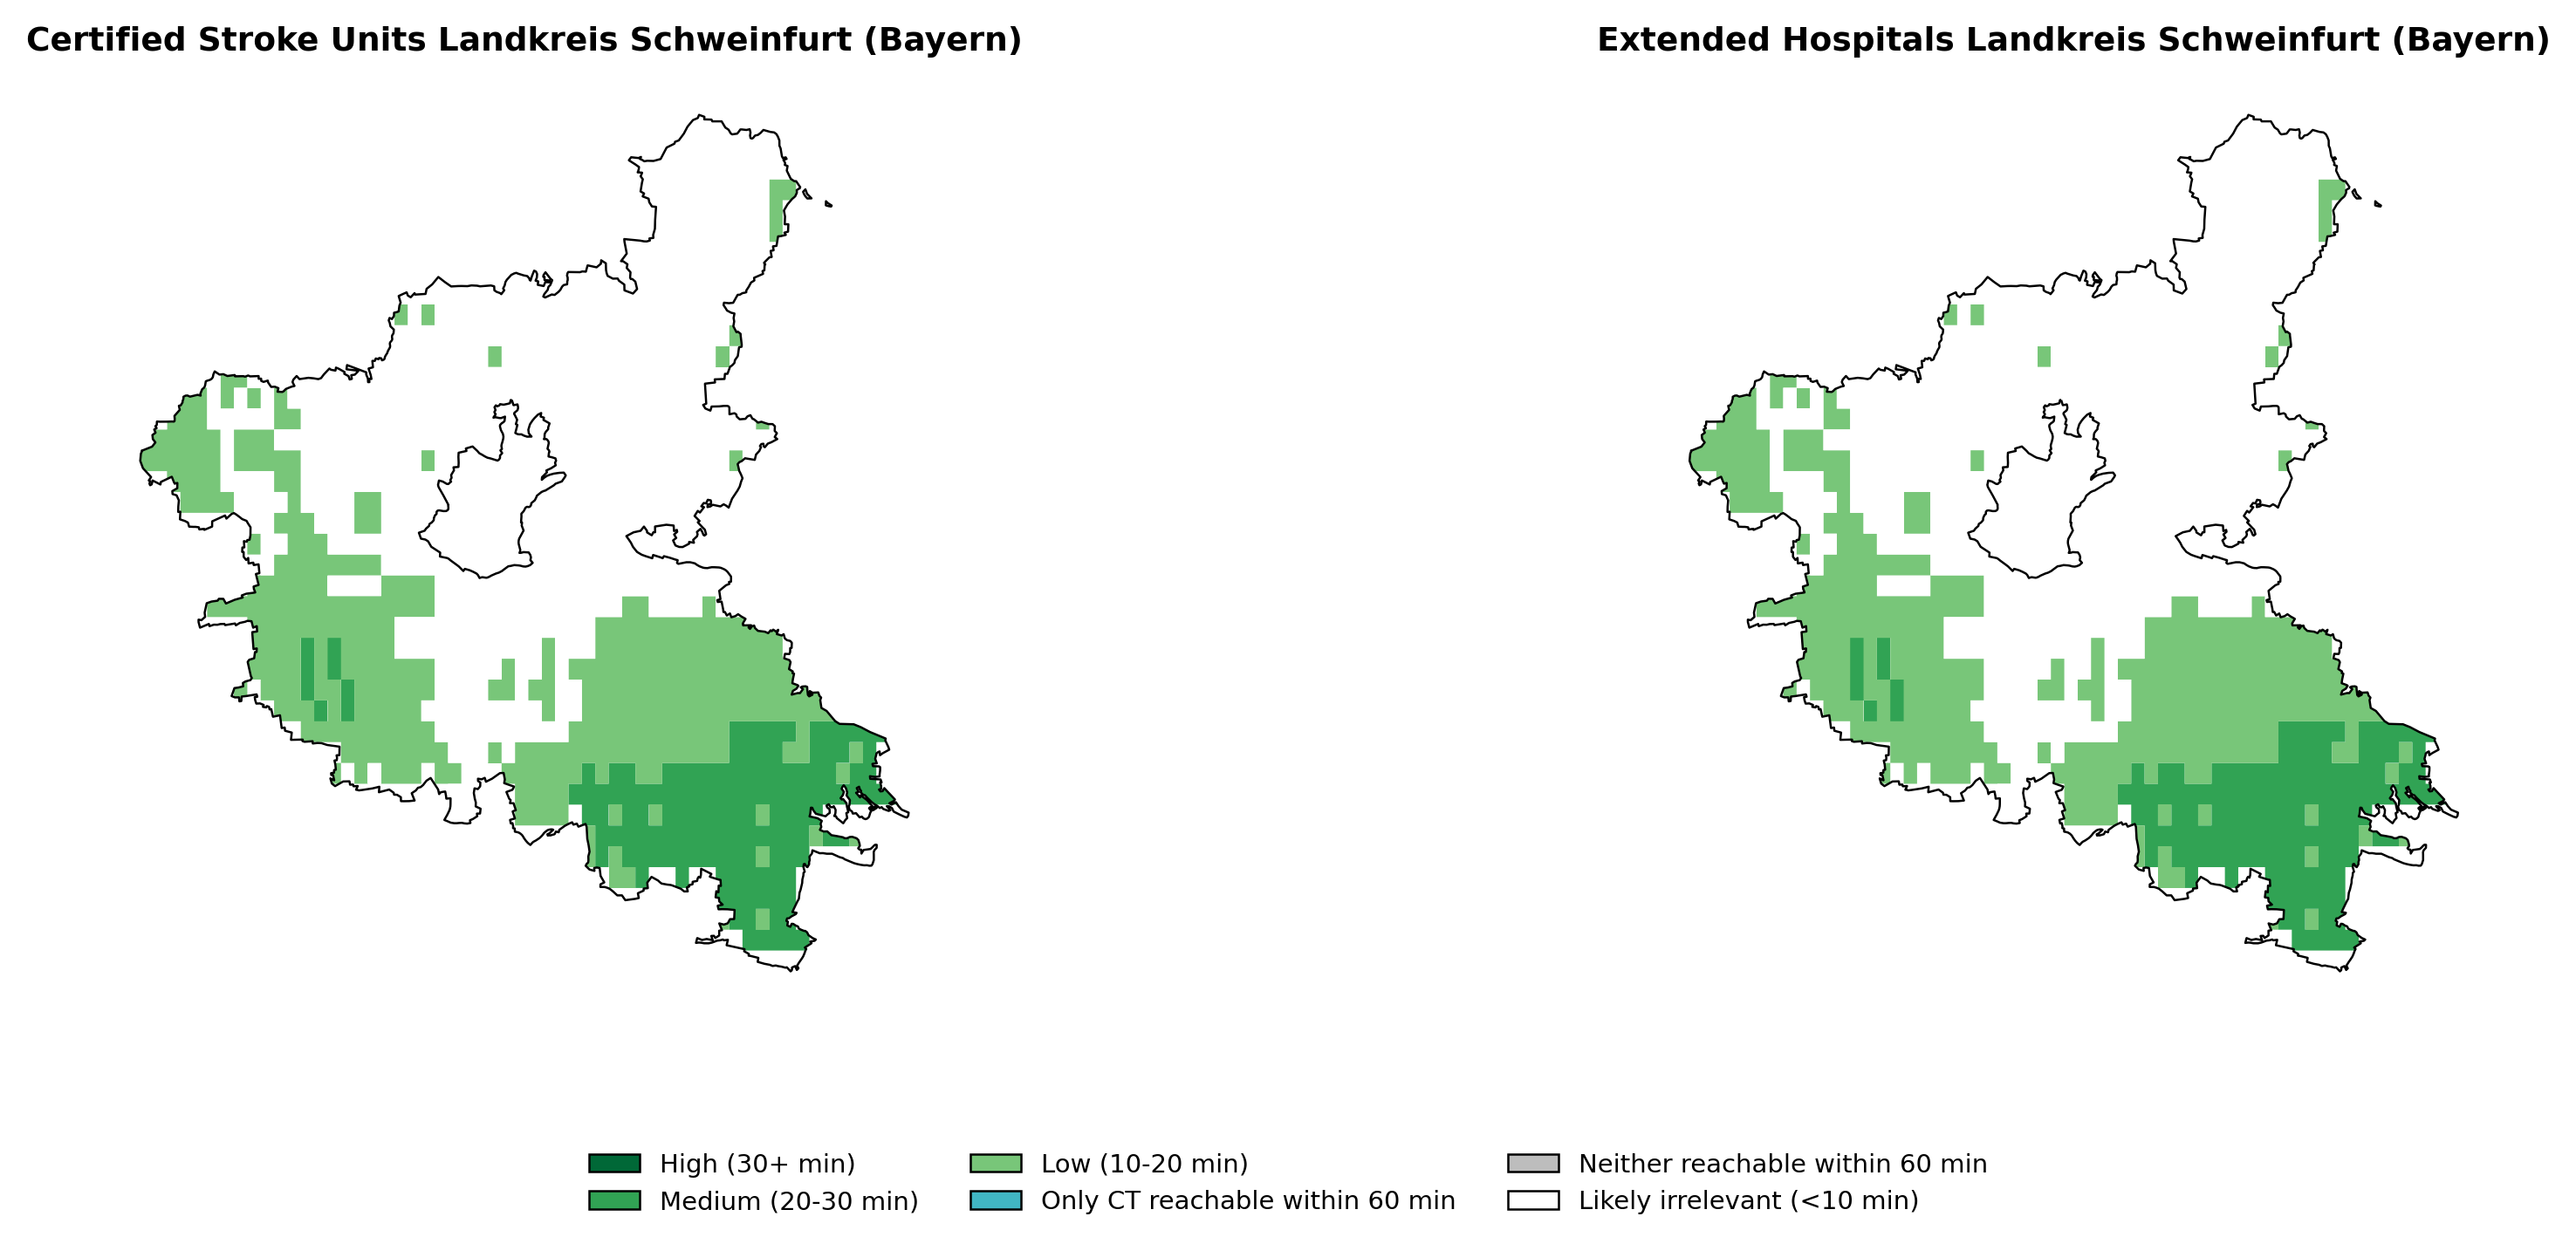 Certified Stroke Units Landkreis Schweinfurt (Bayern)
Extended Hospitals Landkreis Schweinfurt (Bayern)
High (30+ min)
Medium (20-30 min)
Low (10-20 min)
Only CT reachable within 60 min
Neither reachable within 60 min
Likely irrelevant (<10 min)